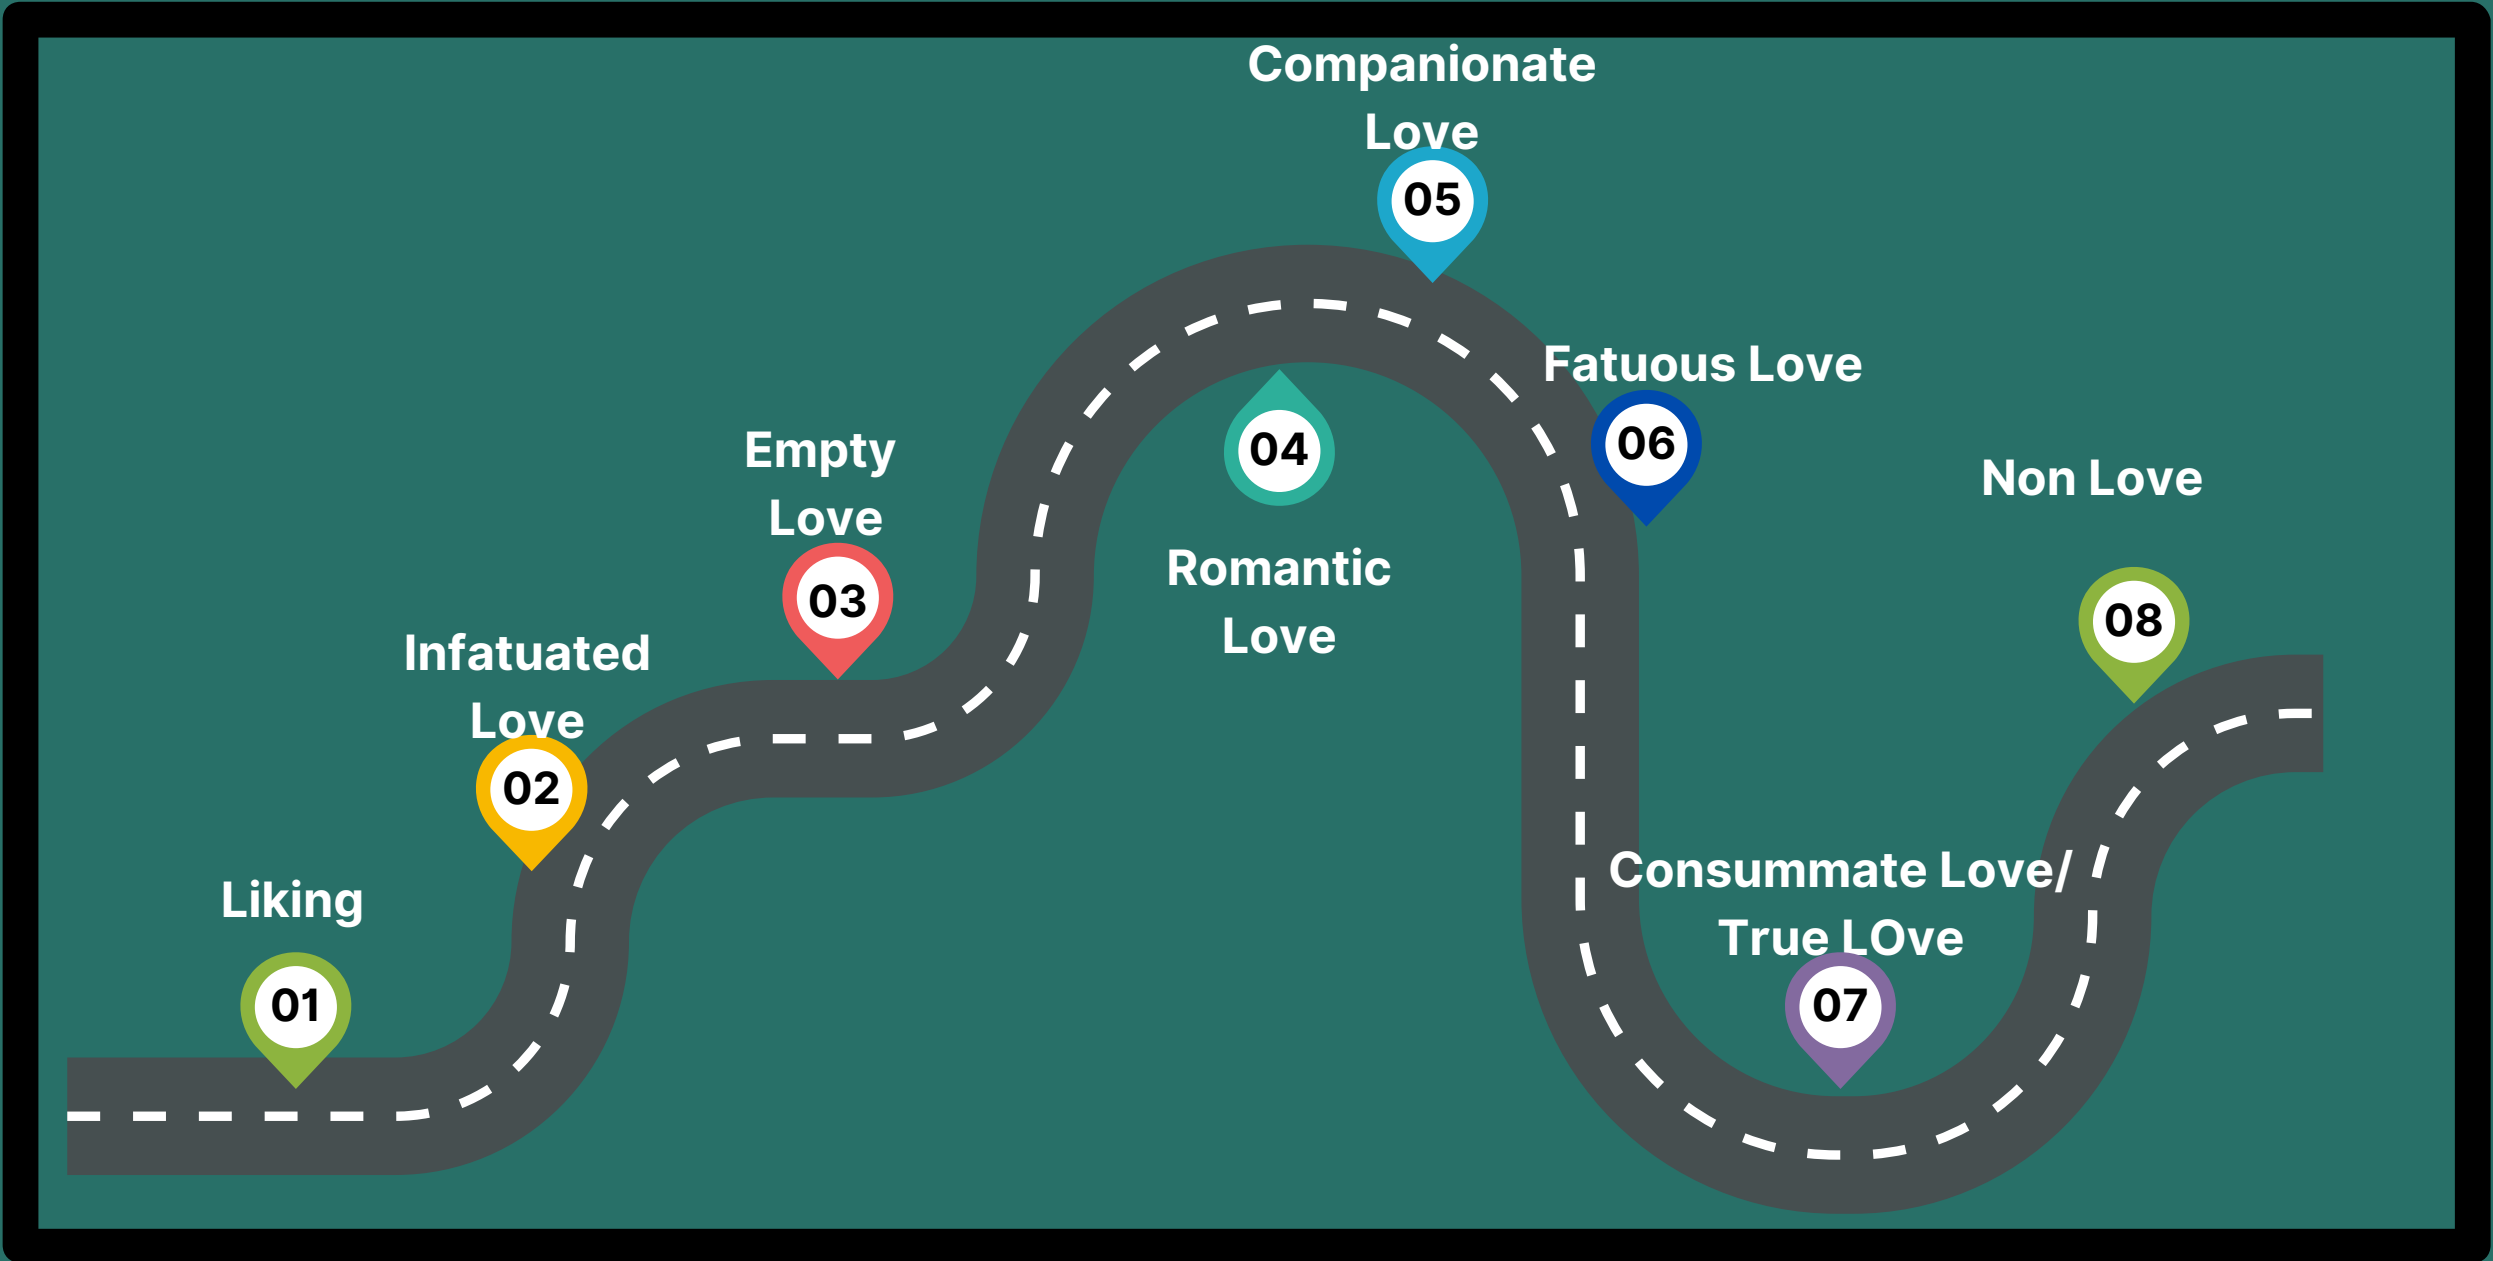 Liking
01
Infatuated
Love
02
Empty
Love
03
04
Romantic
Love
Companionate
Love
05
Fatuous Love
06
Consummate Love/
True LOve
07
Non Love
08